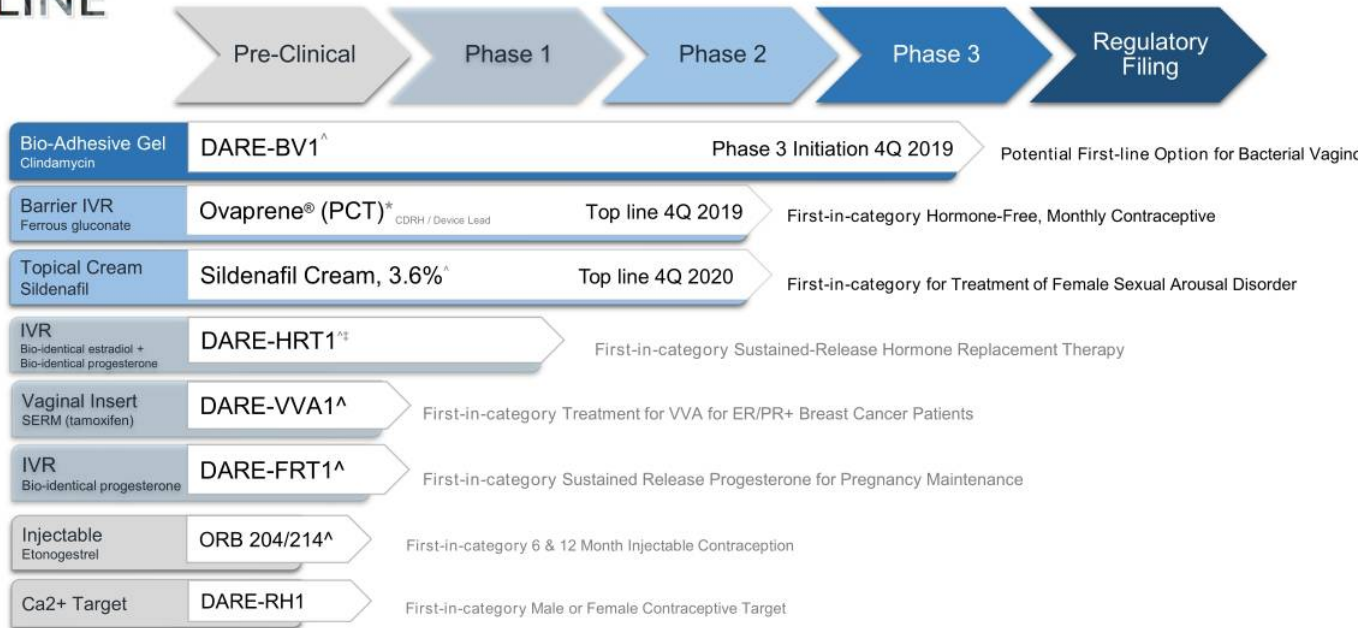 Pre-Clinical
Phase 1
Phase 2
Phase 3
Regulatory
Filing
Bio-Adhesive Gel
Clindamycin
DARE-BV1^
Phase 3 Initiation 4Q 2019
Potential First-line Option for Bacterial
Barrier IVR
Ferrous gluconate
Ovaprene® (PCT)* CDRH / Device Lead
Top line 4Q 2019
First-in-category Hormone-Free, Monthly Contraceptive
Topical Cream
Sildenafil
Sildenafil Cream, 3.6%^
Top line 4Q 2020
First-in-category for Treatment of Female Sexual Arousal Disorder
IVR
Bio-identical estradiol +
Bio-identical progesterone
DARE-HRT1^‡
First-in-category Sustained-Release Hormone Replacement Therapy
Vaginal Insert
SERM (tamoxifen)
DARE-VVA1^
First-in-category Treatment for VVA for ER/PR+ Breast Cancer Patients
IVR
Bio-identical progesterone
DARE-FRT1^
First-in-category Sustained Release Progesterone for Pregnancy Maintenance
Injectable
Etonogestrel
ORB 204/214^
First-in-category 6 & 12 Month Injectable Contraception
Ca2+ Target
DARE-RH1
First-in-category Male or Female Contraceptive Target